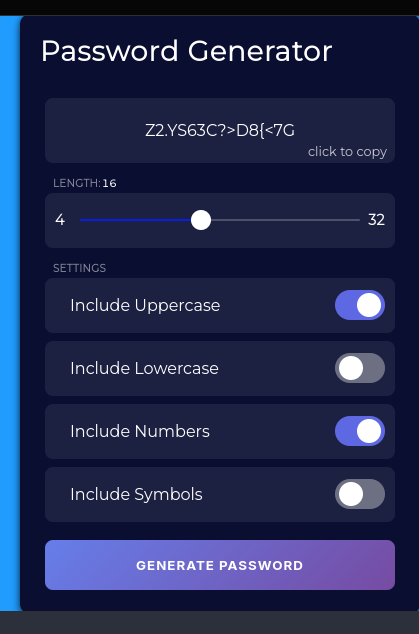 Password Generator
Z2.YS63C?>D8{<7G
click to copy
LENGTH:16
4 32
SETTINGS
Include Uppercase
Include Lowercase
Include Numbers
Include Symbols
GENERATE PASSWORD